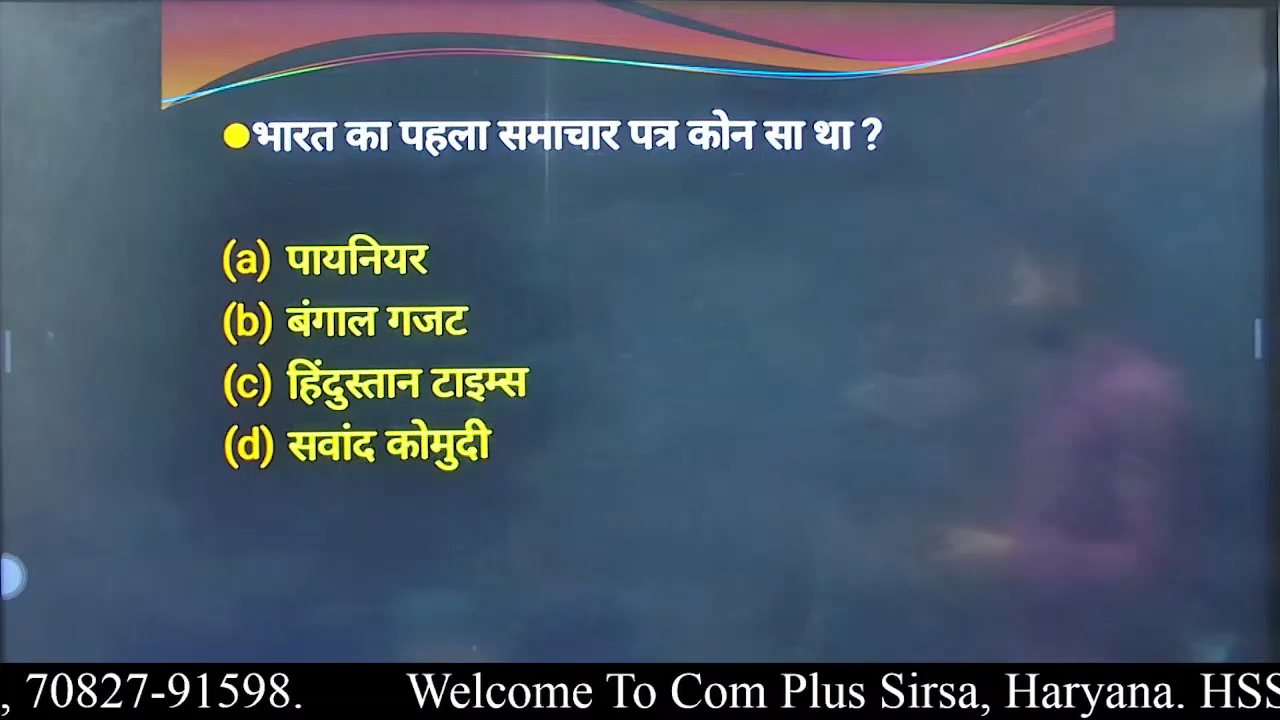 ●भारत का पहला समाचार पत्र कोन सा था ?
(a) पायनियर
(b) बंगाल गजट
(c) हिंदुस्तान टाइम्स
(d) सवांद कोमुदी
, 70827-91598. Welcome To Com Plus Sirsa, Haryana. HSS